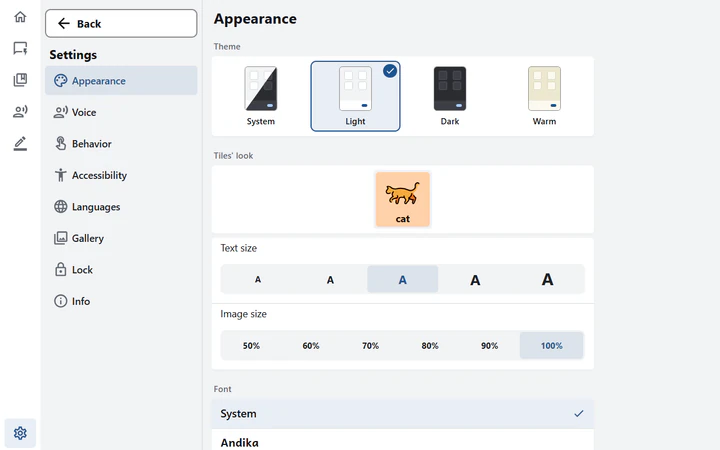 Back
Settings
Appearance
Voice
Behavior
Accessibility
Languages
Gallery
Lock
Info
Appearance
Theme
System
Light
Dark
Warm
Tiles' look
cat
Text size
A A A A A
Image size
50% 60% 70% 80% 90% 100%
Font
System
Andika